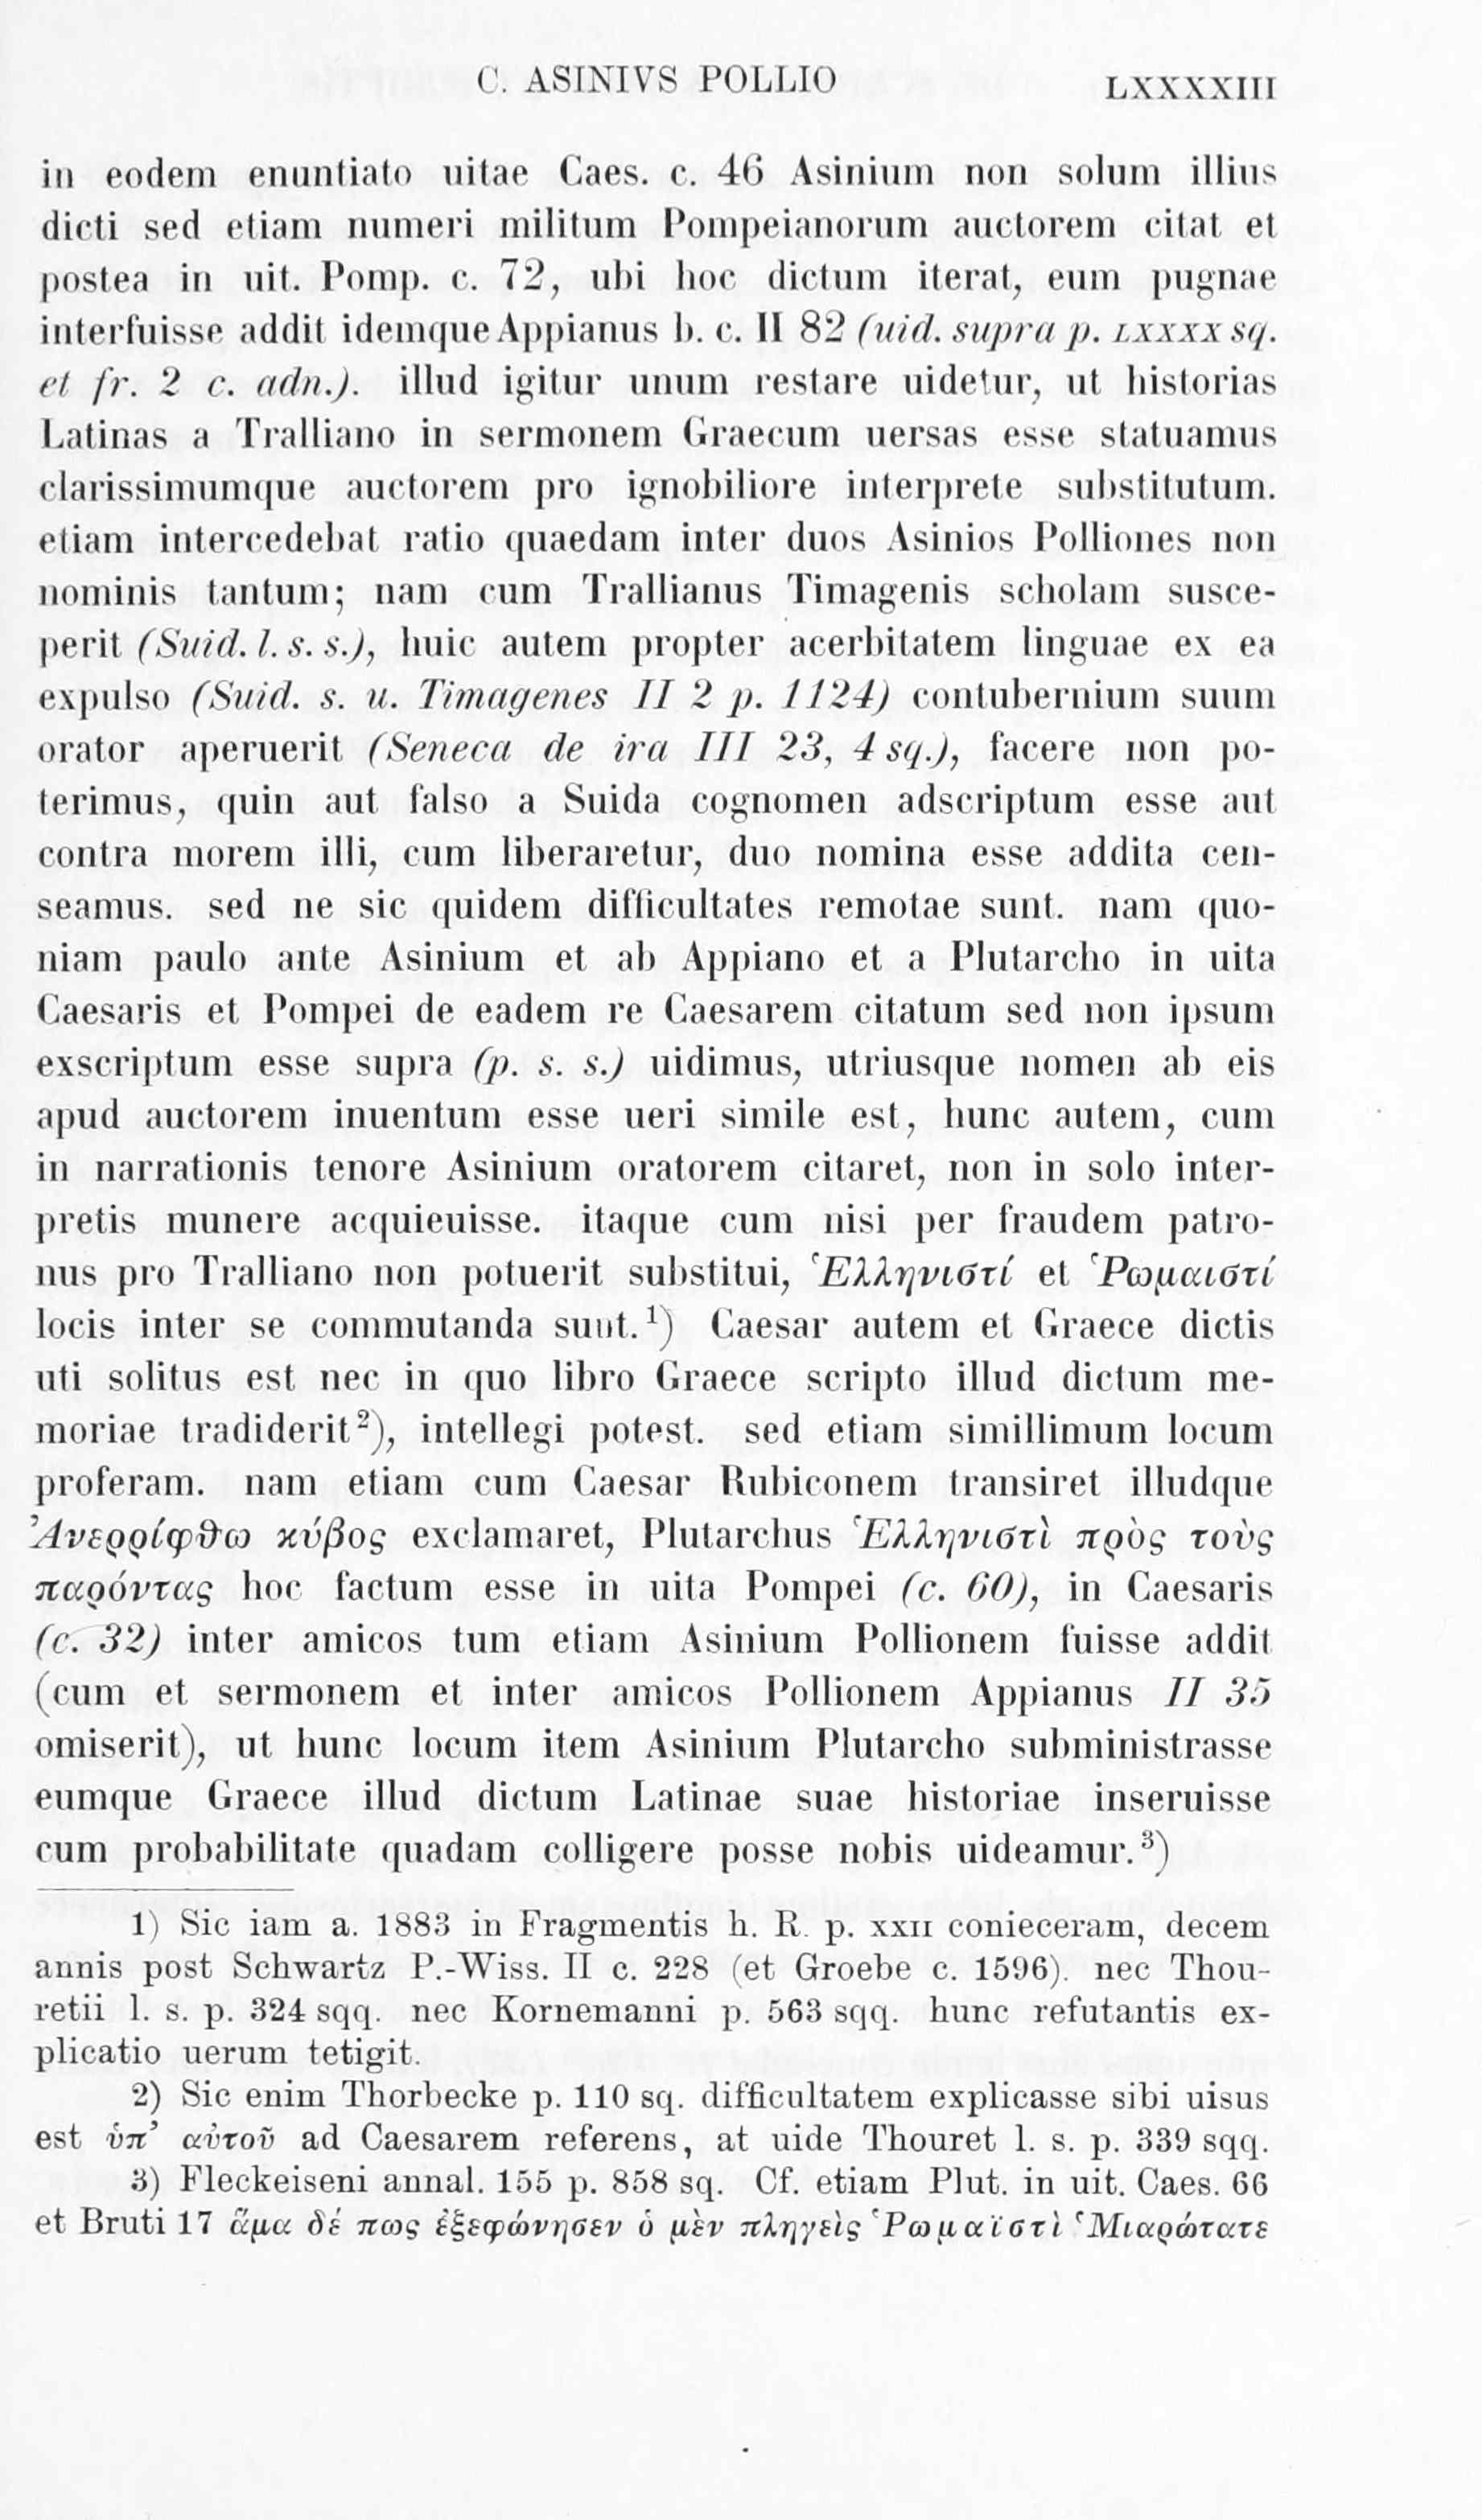 C. ASINIVS POLLIO LXXXXIII
in eodem enuntiato uitae Caes. c. 46 Asinium non solum illius
dicti sed etiam numeri militum Pompeianorum auctorem citat et
postea in uit. Pomp. c. 72, ubi hoc dictum iterat, eum pugnae
interfuisse addit idemque Appianus b. c. II 82 (uid. supra p. LXXXX sq.
et fr. 2 c. adn.). illud igitur unum restare uidetur, ut historias
Latinas a Tralliano in sermonem Graecum uersas esse statuamus
clarissimumque auctorem pro ignobiliore interprete substitutum.
etiam intercedebat ratio quaedam inter duos Asinios Polliones non
nominis tantum; nam cum Trallianus Timagenis scholam susce-
perit (Suid. l. s. s.), huic autem propter acerbitatem linguae ex ea
expulso (Suid. s. u. Timagenes II 2 p. 1124) contubernium suum
orator aperuerit (Seneca de ira III 23, 4 sq.), facere non po-
terimus, quin aut falso a Suida cognomen adscriptum esse aut
contra morem illi, cum liberaretur, duo nomina esse addita cen-
seamus. sed ne sic quidem difficultates remotae sunt. nam quo-
niam paulo ante Asinium et ab Appiano et a Plutarcho in uita
Caesaris et Pompei de eadem re Caesarem citatum sed non ipsum
exscriptum esse supra (p. s. s.) uidimus, utriusque nomen ab eis
apud auctorem inuentum esse ueri simile est, hunc autem, cum
in narrationis tenore Asinium oratorem citaret, non in solo inter-
pretis munere acquieuisse. itaque cum nisi per fraudem patro-
nus pro Tralliano non potuerit substitui, Ἑλληνιστί et Ῥωμαιστί
locis inter se commutanda sunt.¹) Caesar autem et Graece dictis
uti solitus est nec in quo libro Graece scripto illud dictum me-
moriae tradiderit²), intellegi potest. sed etiam simillimum locum
proferam. nam etiam cum Caesar Rubiconem transiret illudque
Ἀνερρίφθω κύβος exclamaret, Plutarchus Ἑλληνιστὶ πρὸς τοὺς
παρόντας hoc factum esse in uita Pompei (c. 60), in Caesaris
(c. 32) inter amicos tum etiam Asinium Pollionem fuisse addit
(cum et sermonem et inter amicos Pollionem Appianus II 35
omiserit), ut hunc locum item Asinium Plutarcho subministrasse
eumque Graece illud dictum Latinae suae historiae inseruisse
cum probabilitate quadam colligere posse nobis uideamur.³)
1) Sic iam a. 1883 in Fragmentis h. R. p. XXII conieceram, decem
annis post Schwartz P.-Wiss. II c. 228 (et Groebe c. 1596). nec Thou-
retii l. s. p. 324 sqq. nec Kornemanni p. 563 sqq. hunc refutantis ex-
plicatio uerum tetigit.
2) Sic enim Thorbecke p. 110 sq. difficultatem explicasse sibi uisus
est ὑπ’ αὐτοῦ ad Caesarem referens, at uide Thouret l. s. p. 339 sqq.
3) Fleckeiseni annal. 155 p. 858 sq. Cf. etiam Plut. in uit. Caes. 66
et Bruti 17 ἅμα δέ πως ἐξεφώνησεν ὁ μὲν πληγεὶς Ῥωμαϊστὶ ‘Μιαρώτατε